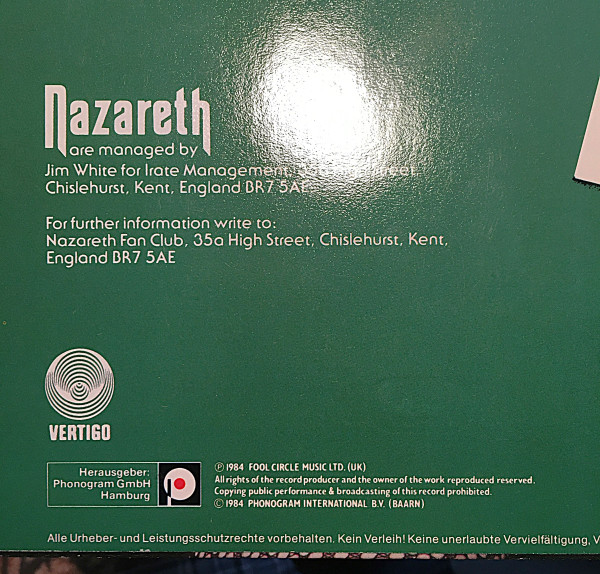 Nazareth
are managed by
Jim White for Irate Management, 35a High Street,
Chislehurst, Kent, England BR7 5AE
For further information write to:
Nazareth Fan Club, 35a High Street, Chislehurst, Kent,
England BR7 5AE
VERTIGO
Herausgeber:
Phonogram GmbH
Hamburg
Ⓟ 1984 FOOL CIRCLE MUSIC LTD. (UK)
All rights of the record producer and the owner of the work reproduced reserved.
Copying public performance & broadcasting of this record prohibited.
© 1984 PHONOGRAM INTERNATIONAL B.V. (BAARN)
Alle Urheber- und Leistungsschutzrechte vorbehalten. Kein Verleih! Keine unerlaubte Vervielfältigung, V